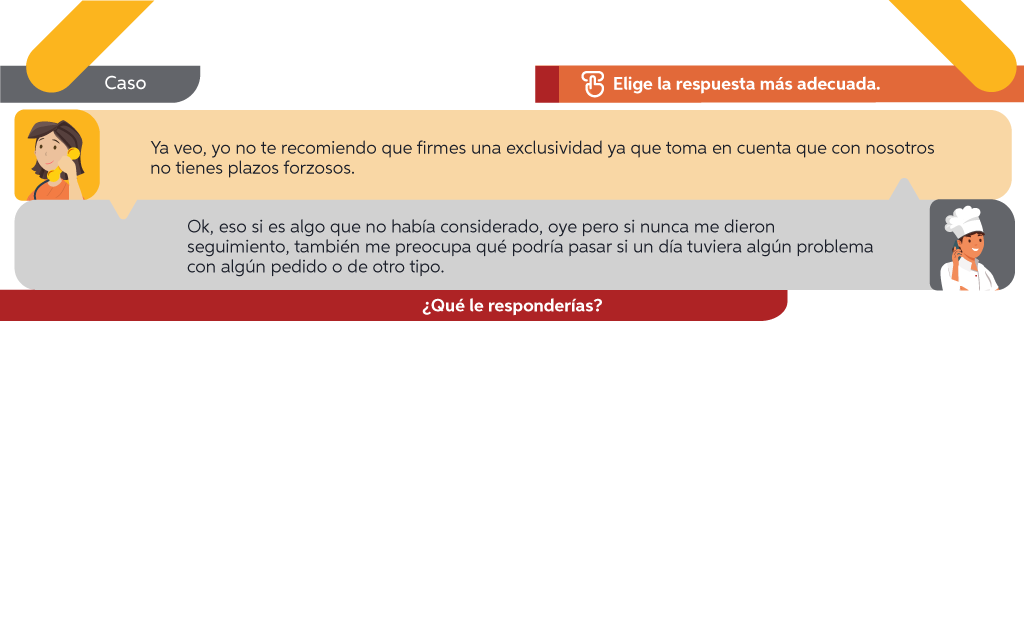 Caso
Elige la respuesta más adecuada.
Ya veo, yo no te recomiendo que firmes una exclusividad ya que toma en cuenta que con nosotros
no tienes plazos forzosos.
Ok, eso si es algo que no había considerado, oye pero si nunca me dieron
seguimiento, también me preocupa qué podría pasar si un día tuviera algún problema
con algún pedido o de otro tipo.
¿Qué le responderías?